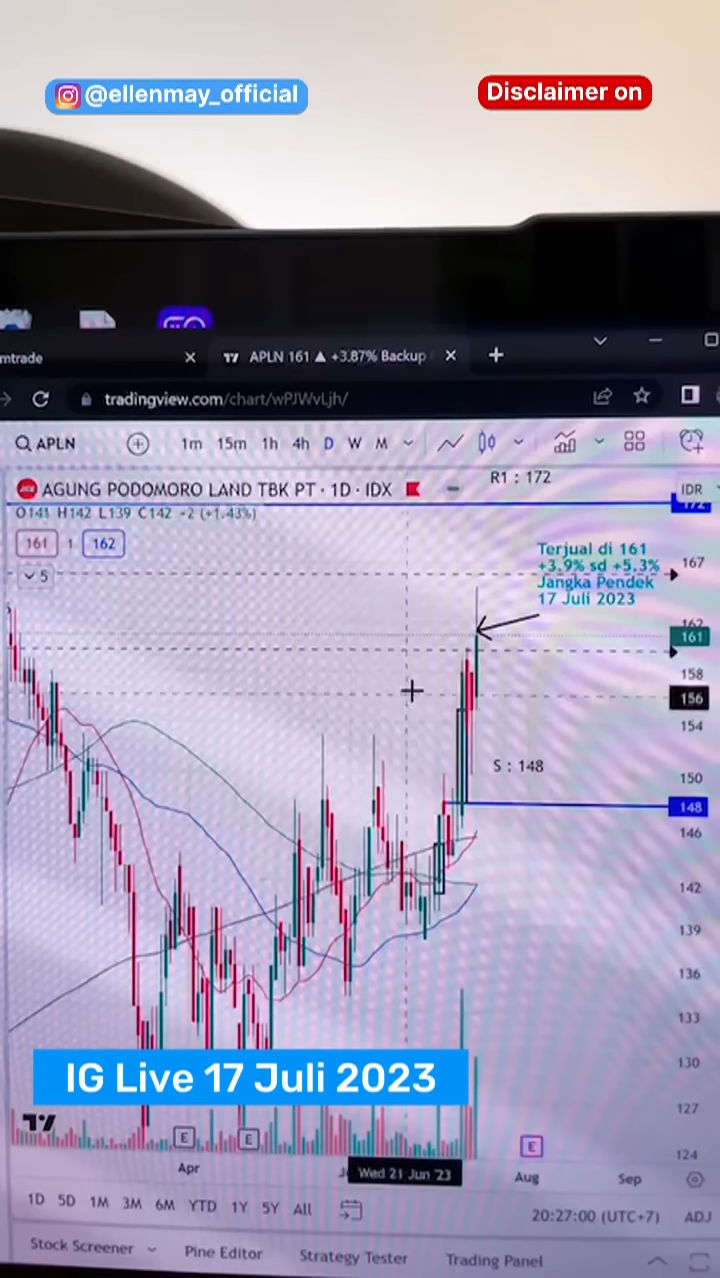 @ellenmay_official
Disclaimer on
mtrade
APLN 161 ▲ +3.87% Backup
tradingview.com/chart/wPJWvLjh/
APLN
1m 15m 1h 4h D W M
AGUNG PODOMORO LAND TBK PT · 1D · IDX
R1 : 172
IDR
172
O141 H142 L139 C142 +2 (+1.43%)
161 1 162
5
Terjual di 161
+3.9% sd +5.3%
Jangka Pendek
17 Juli 2023
167
162
161
158
156
154
S : 148
150
148
146
142
139
136
133
130
IG Live 17 Juli 2023
127
E E E
124
Apr
Wed 21 Jun '23
Aug
Sep
1D 5D 1M 3M 6M YTD 1Y 5Y All
20:27:00 (UTC+7)
ADJ
Stock Screener
Pine Editor
Strategy Tester
Trading Panel